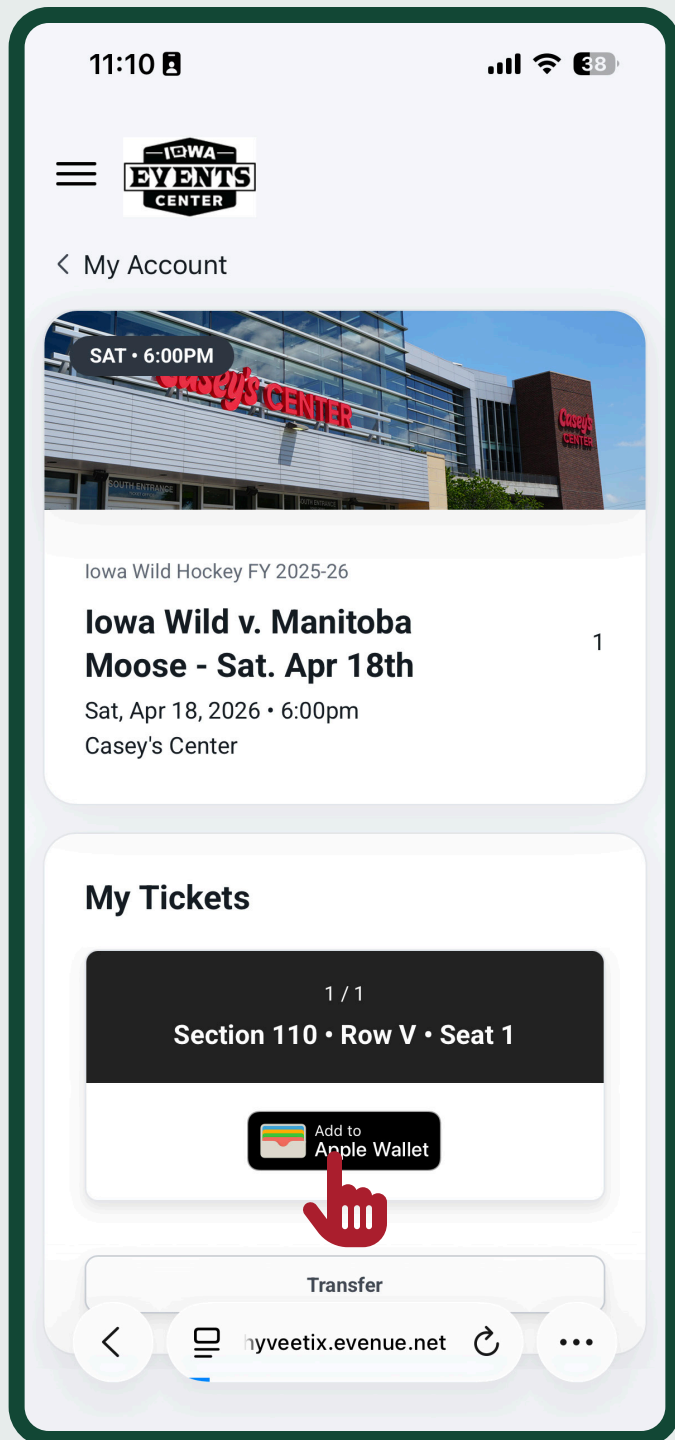 11:10
38
IOWA
EVENTS
CENTER
My Account
SAT • 6:00PM
Casey's CENTER
Casey's
CENTER
SOUTH ENTRANCE
SOUTH ENTRANCE
Iowa Wild Hockey FY 2025-26
Iowa Wild v. Manitoba
Moose - Sat. Apr 18th
1
Sat, Apr 18, 2026 • 6:00pm
Casey's Center
My Tickets
1 / 1
Section 110 • Row V • Seat 1
Add to
Apple Wallet
Transfer
hyveetix.evenue.net